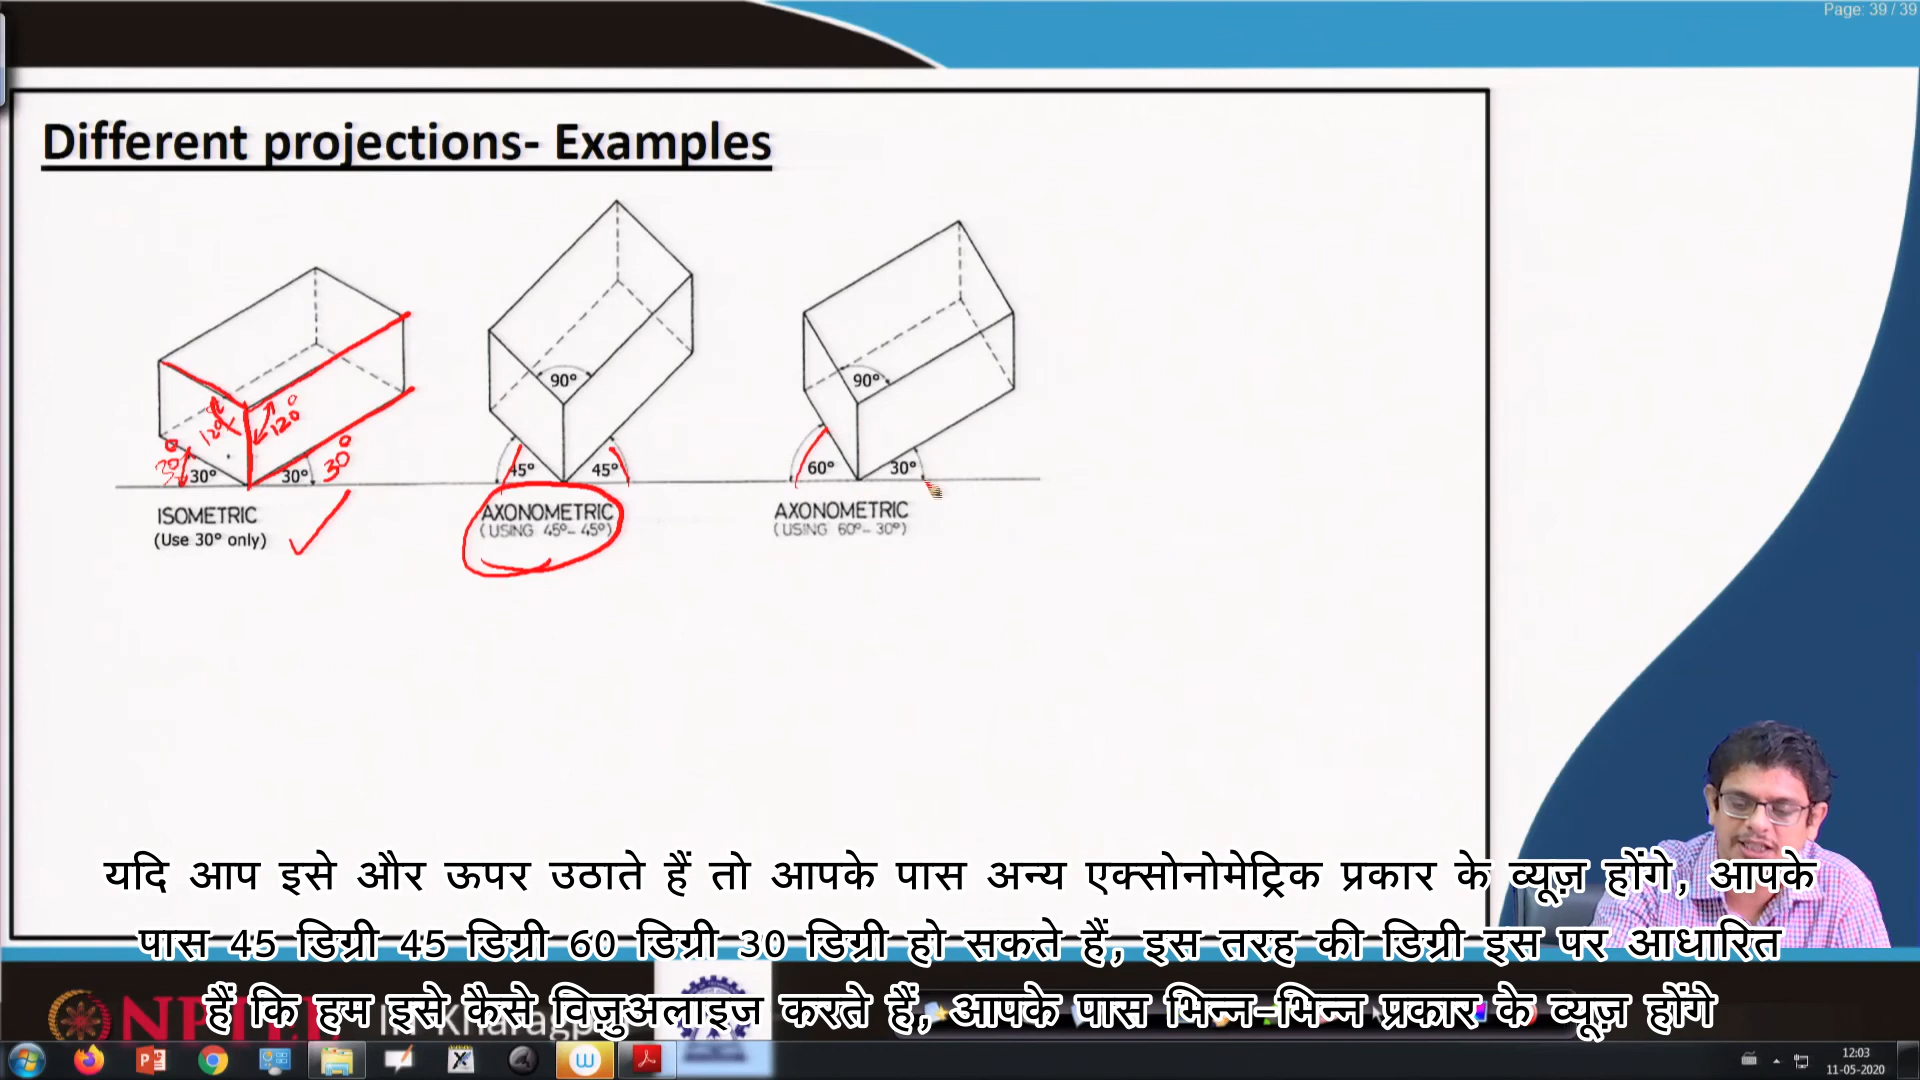 Page: 39 / 39
Different projections- Examples
90°
90°
120°
120°
30°
30°
30°
30°
45°
45°
60°
30°
ISOMETRIC
(Use 30° only)
AXONOMETRIC
(USING 45°- 45°)
AXONOMETRIC
(USING 60°- 30°)
यदि आप इसे और ऊपर उठाते हैं तो आपके पास अन्य एक्सोनोमेट्रिक प्रकार के व्यूज़ होंगे, आपके
पास 45 डिग्री 45 डिग्री 60 डिग्री 30 डिग्री हो सकते हैं, इस तरह की डिग्री इस पर आधारित
हैं कि हम इसे कैसे विज़ुअलाइज करते हैं, आपके पास भिन्न-भिन्न प्रकार के व्यूज़ होंगे
12:03
11-05-2020